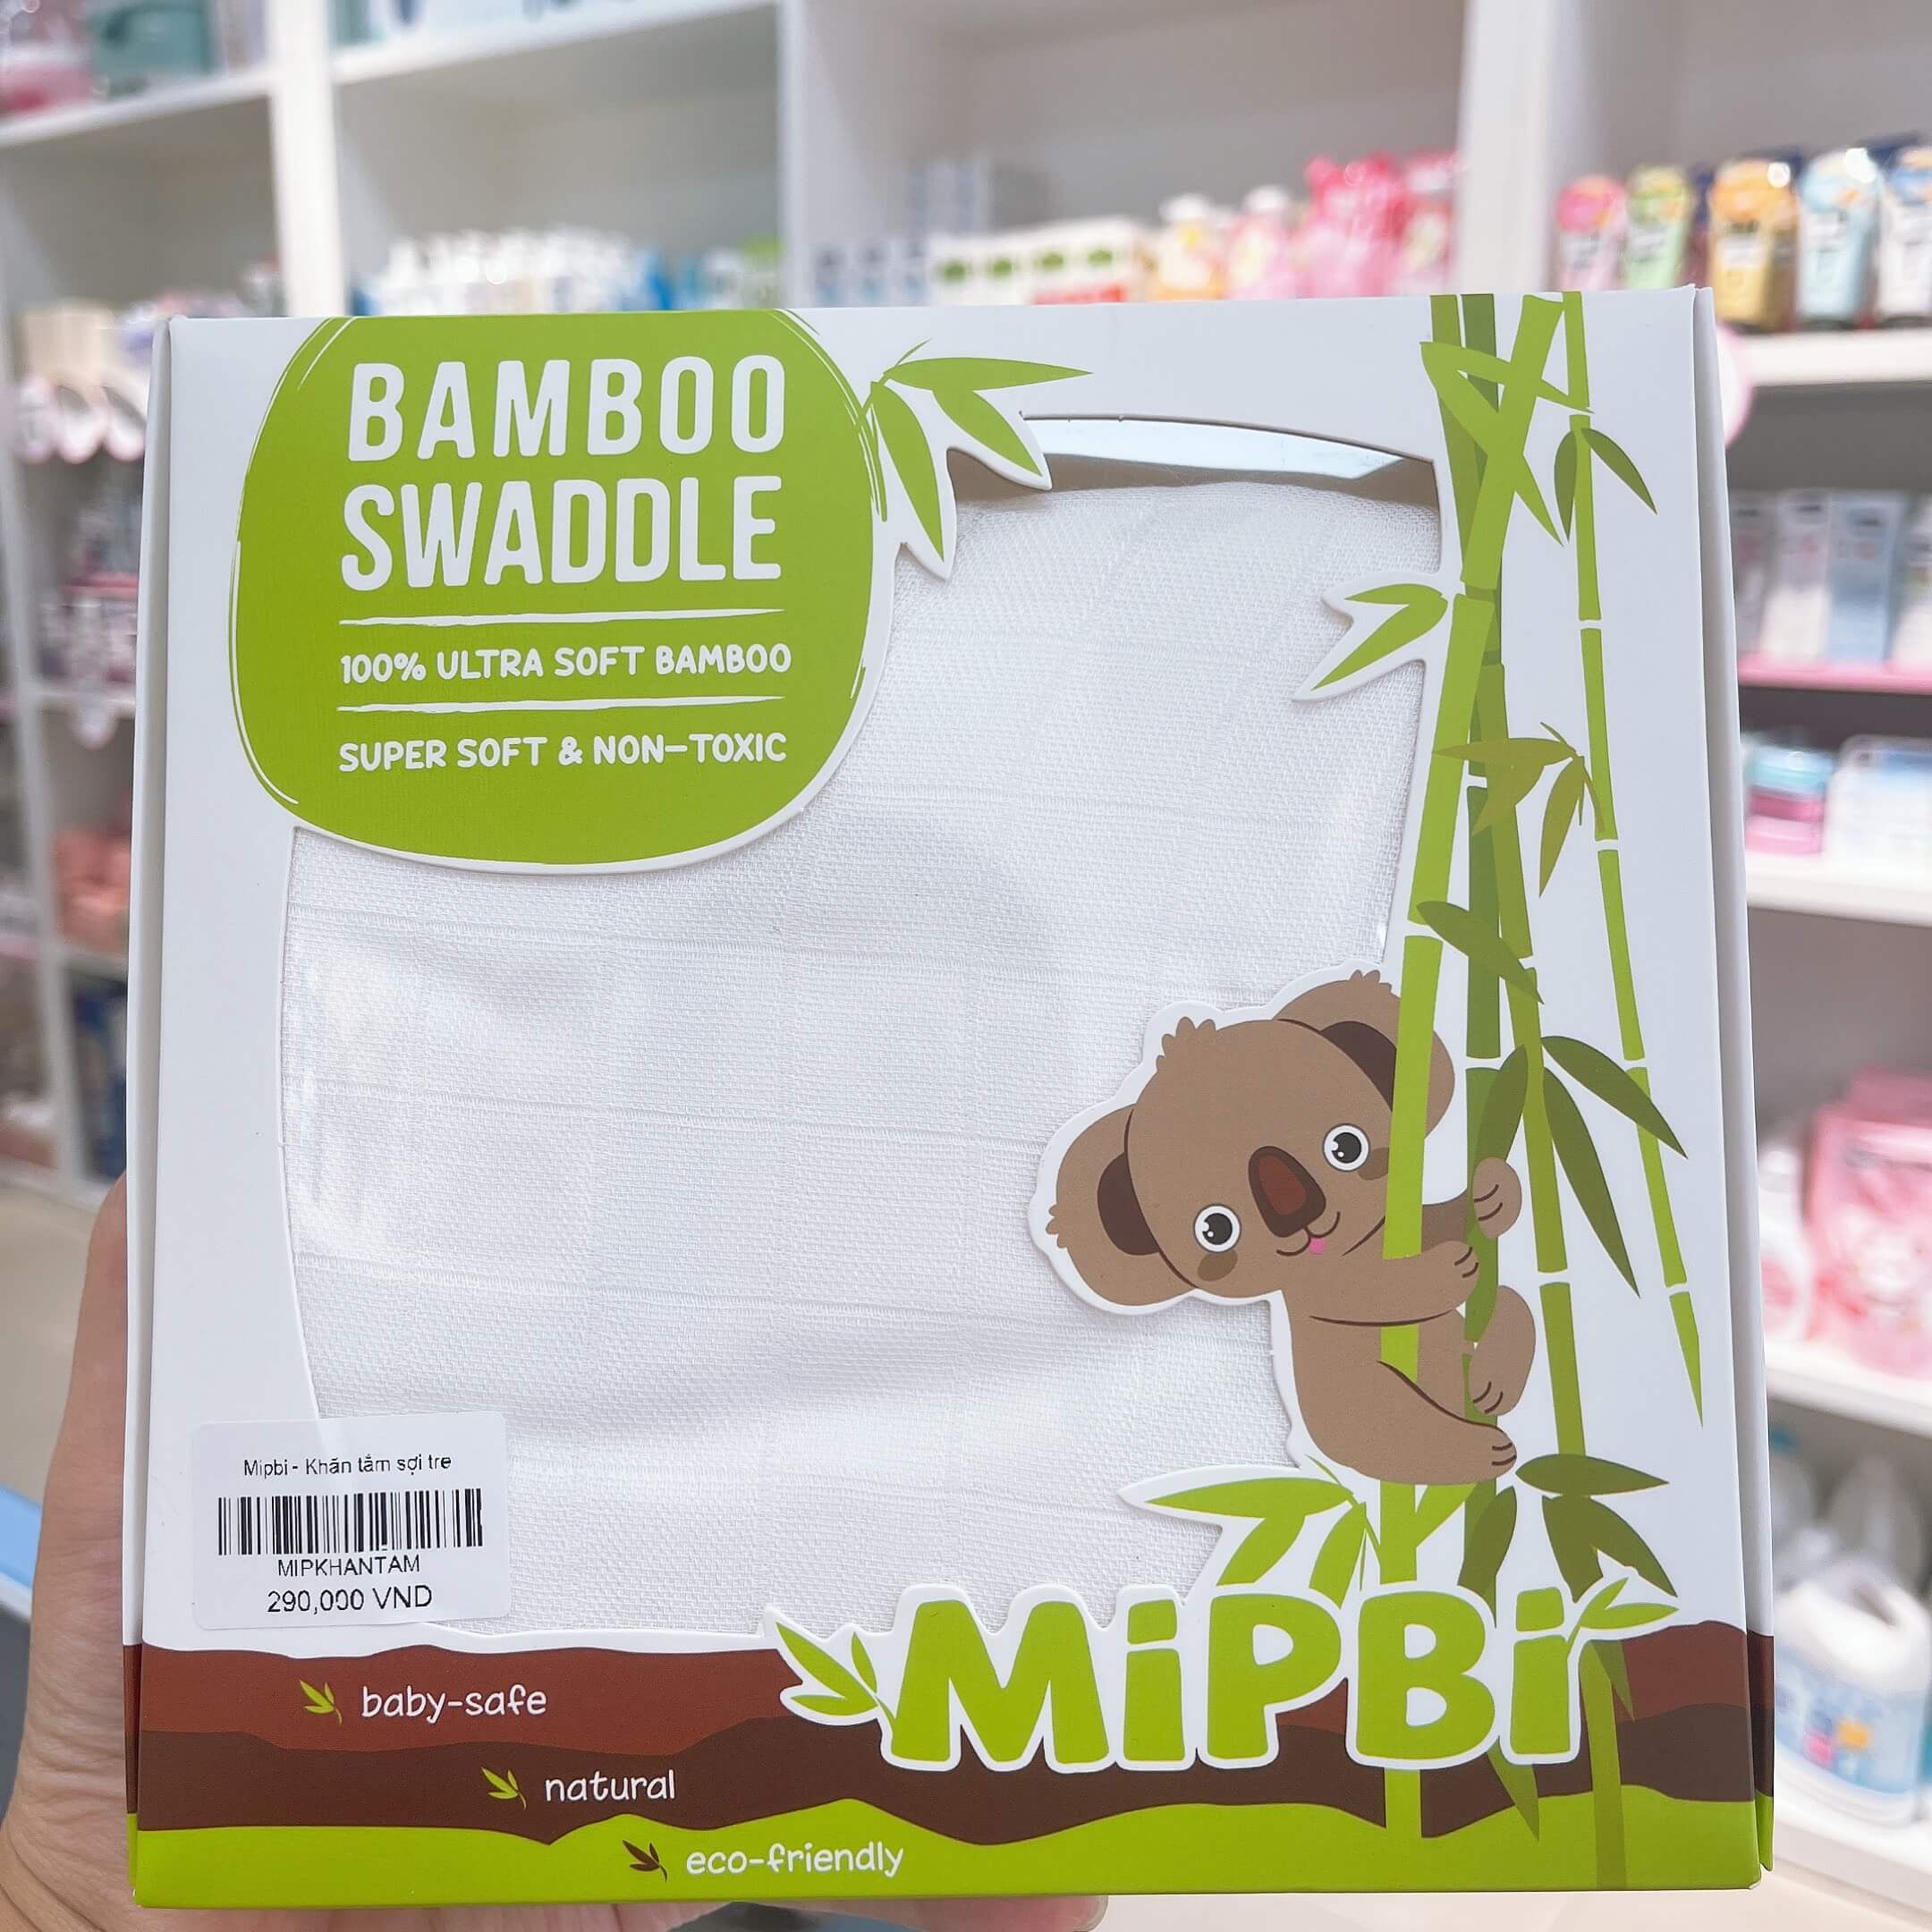 BAMBOO
SWADDLE
100% ULTRA SOFT BAMBOO
SUPER SOFT & NON-TOXIC
Mipbi - Khăn tắm sợi tre
MIPKHANTAM
290,000 VND
MiPBi
baby-safe
natural
eco-friendly